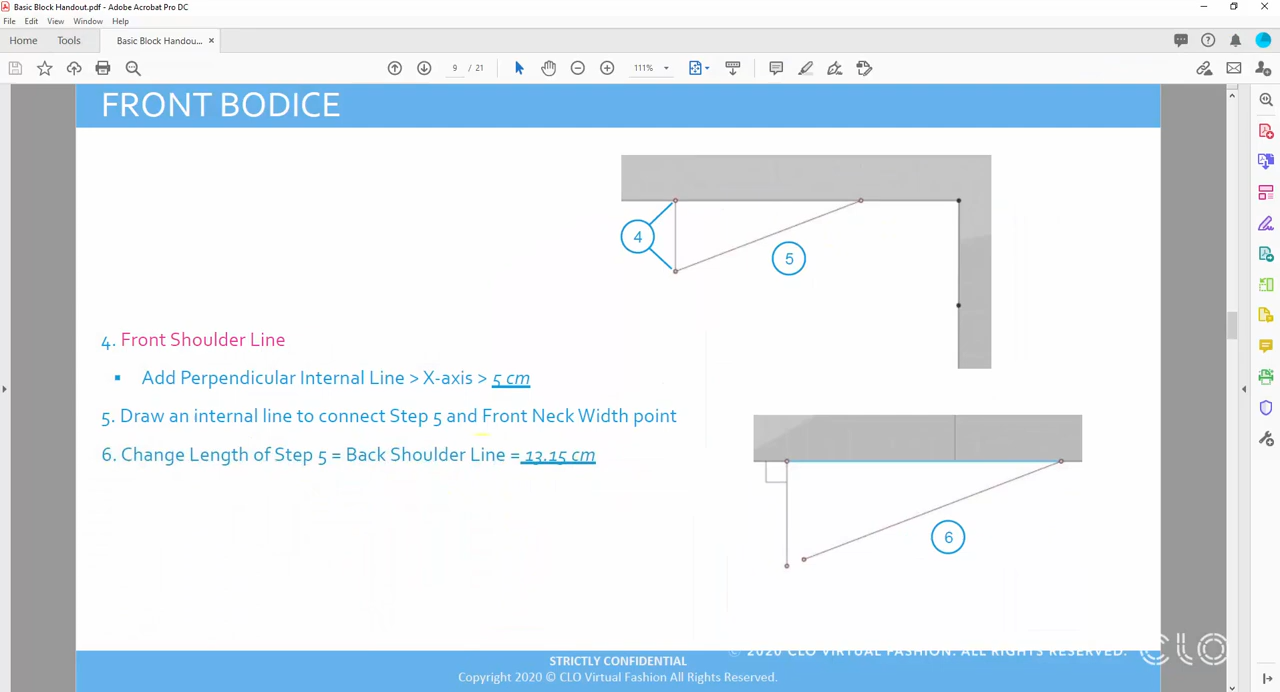 Basic Block Handout.pdf - Adobe Acrobat Pro DC
File Edit View Window Help
Home Tools Basic Block Handou... ×
9 / 21 111%
FRONT BODICE
4
5
4. Front Shoulder Line
▪ Add Perpendicular Internal Line > X-axis > 5 cm
5. Draw an internal line to connect Step 5 and Front Neck Width point
6. Change Length of Step 5 = Back Shoulder Line = 13.15 cm
6
© 2020 CLO VIRTUAL FASHION. ALL RIGHTS RESERVED.
CLO
STRICTLY CONFIDENTIAL
Copyright 2020 © CLO Virtual Fashion All Rights Reserved.